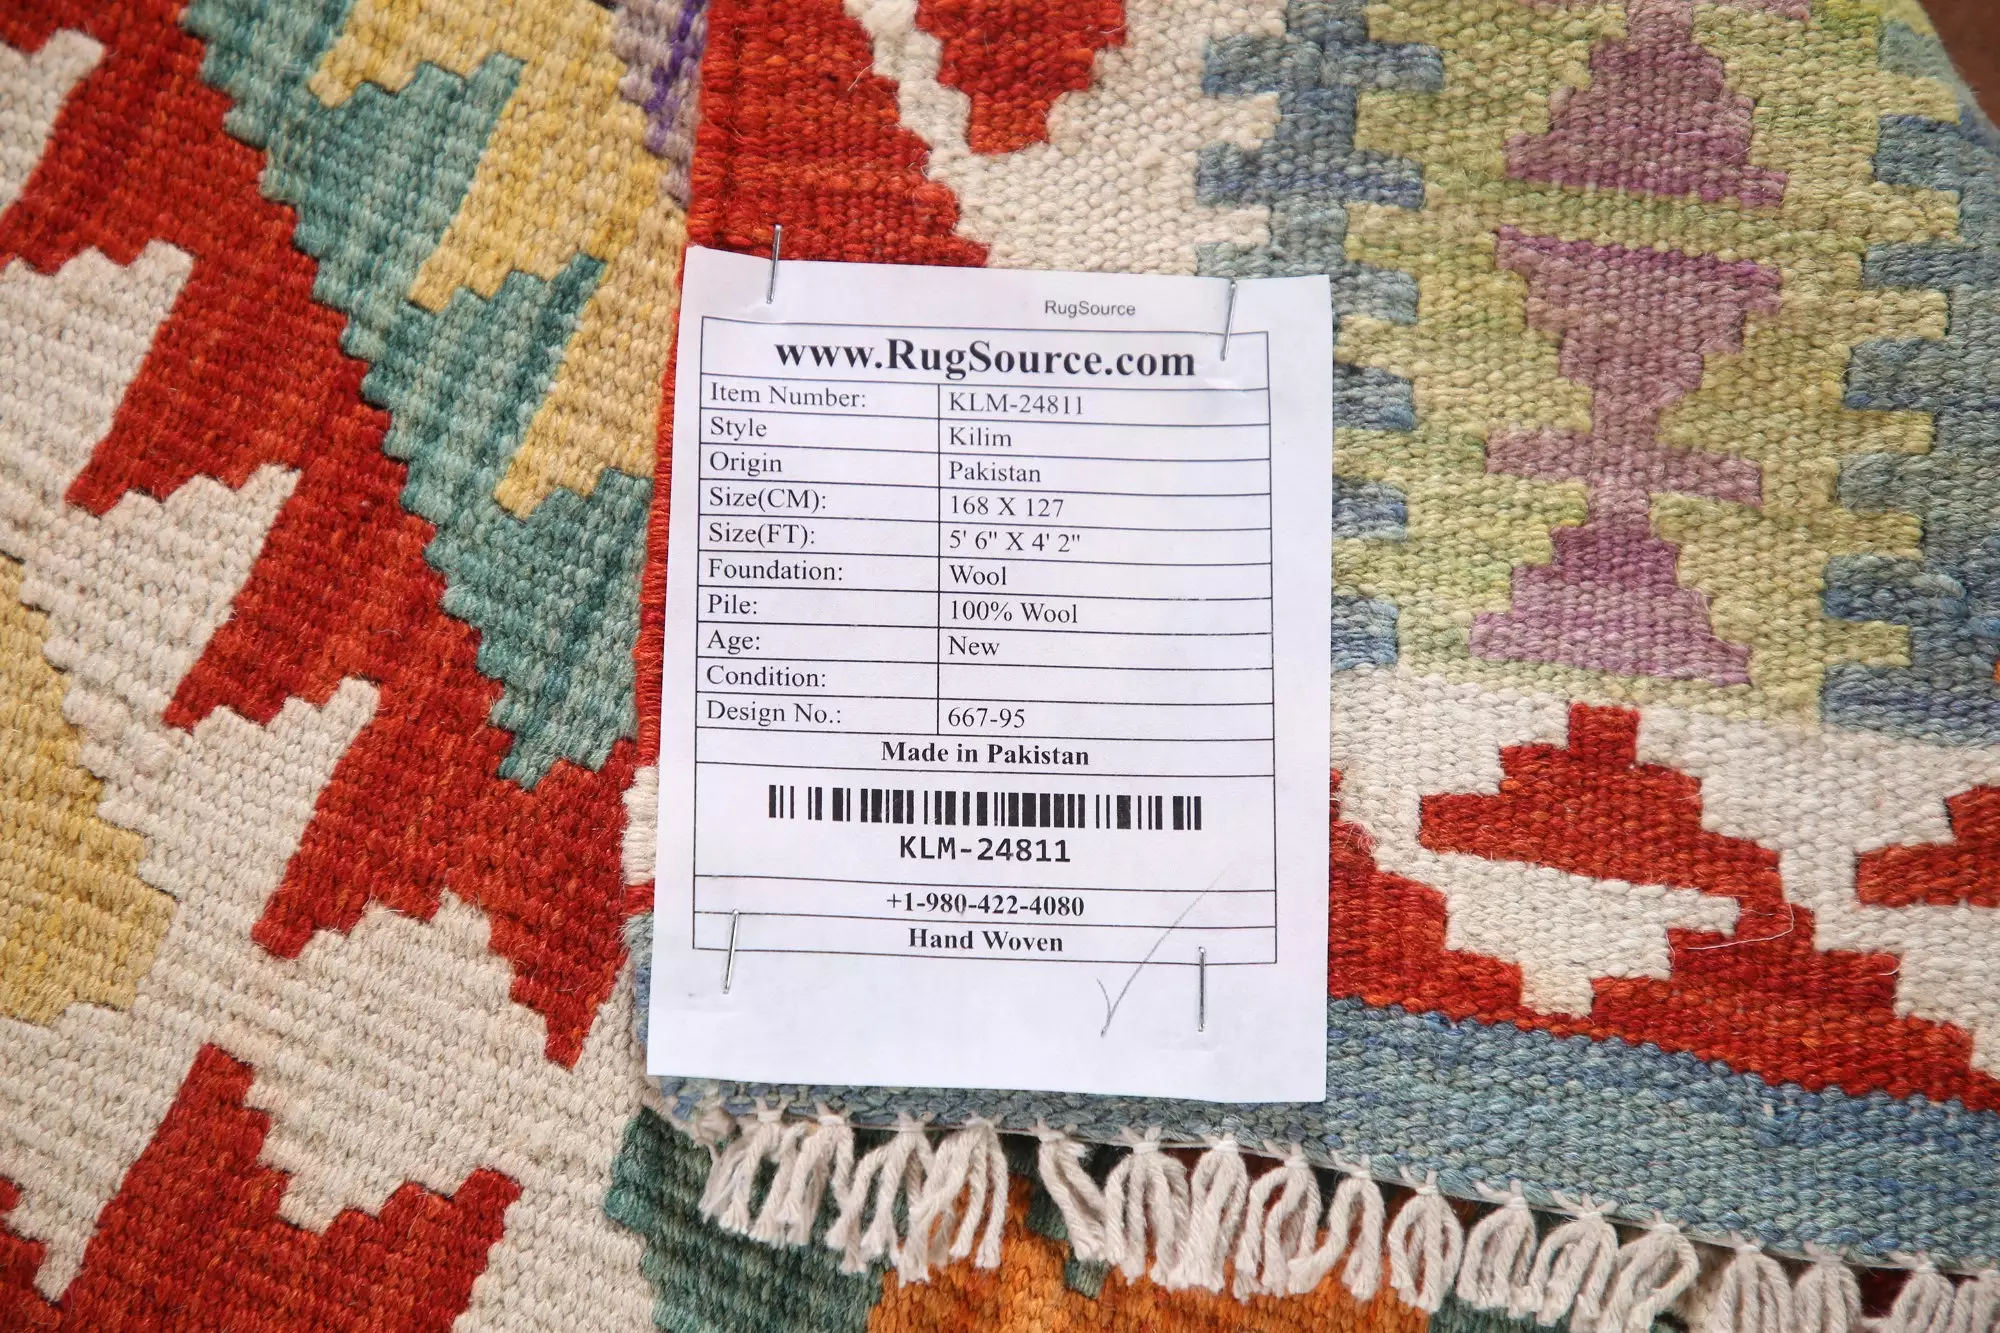 RugSource
www.RugSource.com
Item Number: KLM-24811
Style Kilim
Origin Pakistan
Size(CM): 168 X 127
Size(FT): 5' 6" X 4' 2"
Foundation: Wool
Pile: 100% Wool
Age: New
Condition:
Design No.: 667-95
Made in Pakistan
KLM-24811
+1-980-422-4080
Hand Woven